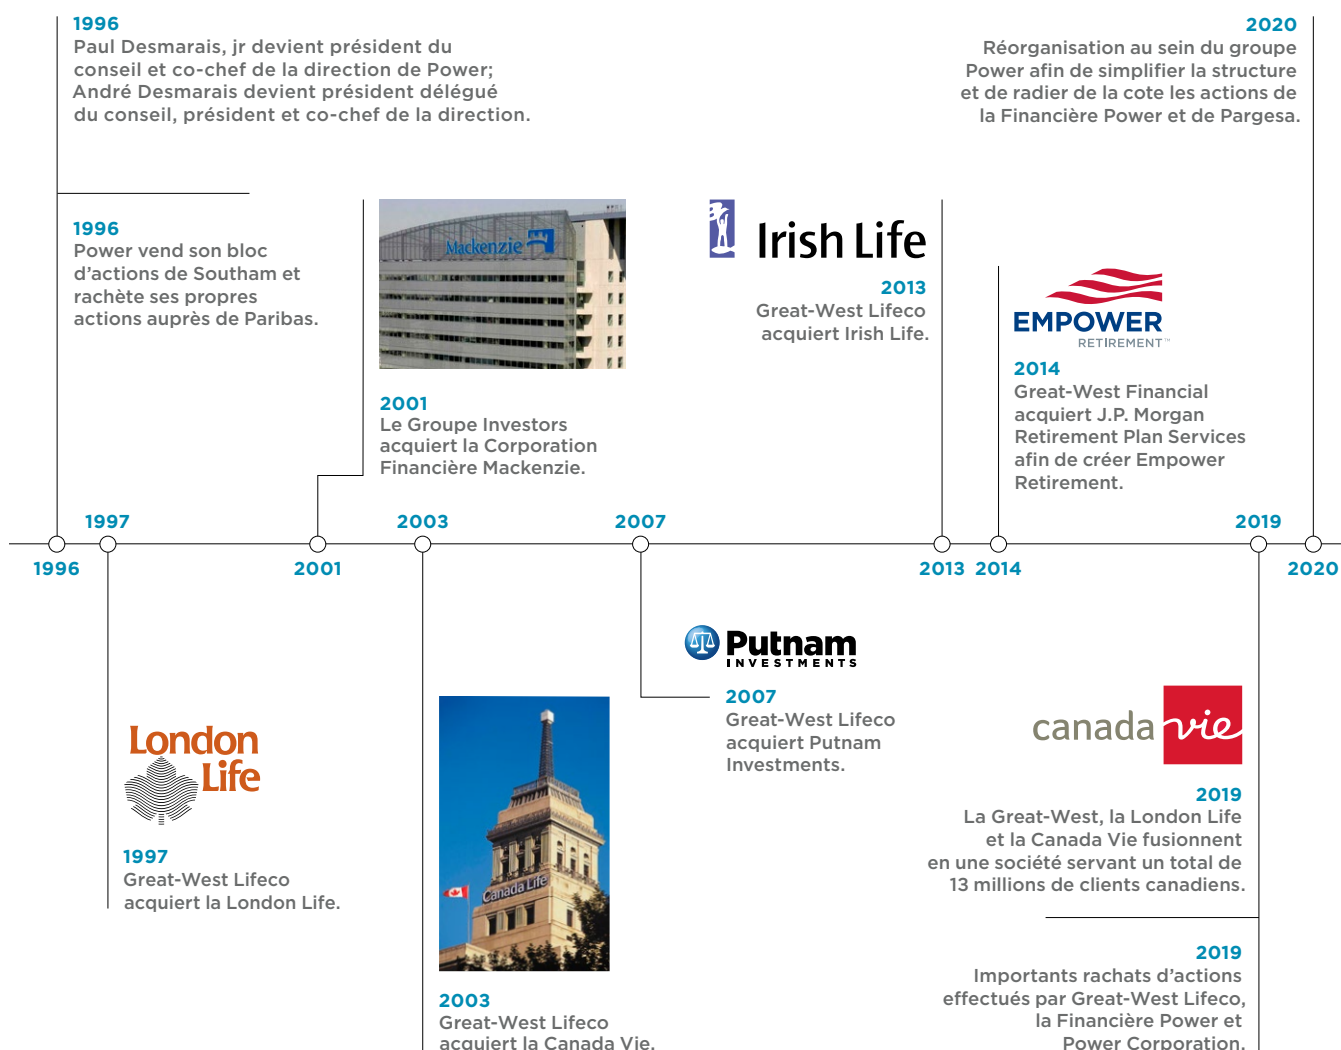 1996
Paul Desmarais, jr devient président du
conseil et co-chef de la direction de Power;
André Desmarais devient président délégué
du conseil, président et co-chef de la direction.
2020
Réorganisation au sein du groupe
Power afin de simplifier la structure
et de radier de la cote les actions de
la Financière Power et de Pargesa.
1996
Power vend son bloc
d'actions de Southam et
rachète ses propres
actions auprès de Paribas.
Mackenzie
2001
Le Groupe Investors
acquiert la Corporation
Financière Mackenzie.
Irish Life
2013
Great-West Lifeco
acquiert Irish Life.
EMPOWER
RETIREMENT™
2014
Great-West Financial
acquiert J.P. Morgan
Retirement Plan Services
afin de créer Empower
Retirement.
1997
2003
2007
2019
1996
2001
2013
2014
2020
London
Life
1997
Great-West Lifeco
acquiert la London Life.
Canada Life
2003
Great-West Lifeco
acquiert la Canada Vie.
Putnam
INVESTMENTS
2007
Great-West Lifeco
acquiert Putnam
Investments.
canada vie
2019
La Great-West, la London Life
et la Canada Vie fusionnent
en une société servant un total de
13 millions de clients canadiens.
2019
Importants rachats d'actions
effectués par Great-West Lifeco,
la Financière Power et
Power Corporation.